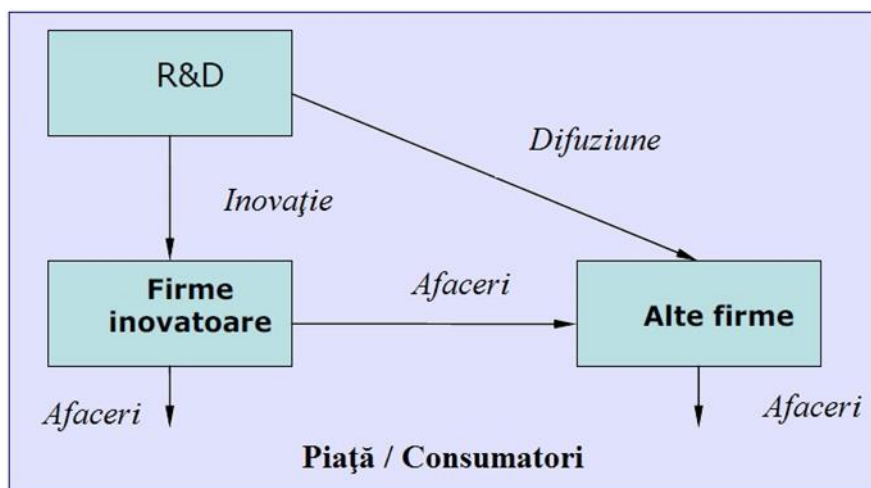 R&D
Difuziune
Inovaţie
Firme
inovatoare
Afaceri
Alte firme
Afaceri
Afaceri
Piaţă / Consumatori